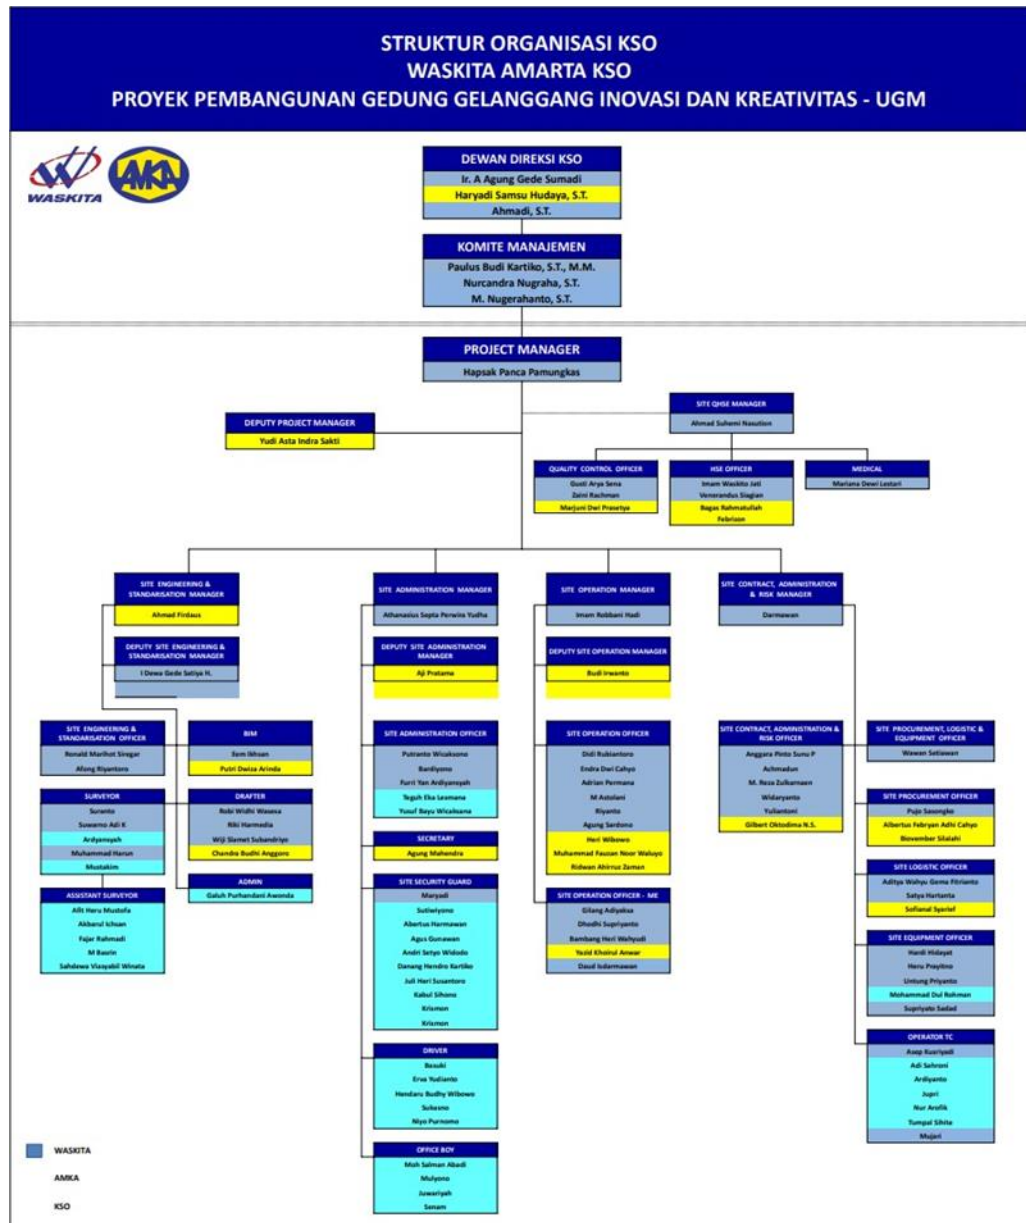 STRUKTUR ORGANISASI KSO
WASKITA AMARTA KSO
PROYEK PEMBANGUNAN GEDUNG GELANGGANG INOVASI DAN KREATIVITAS - UGM
WASKITA
AMKA
DEWAN DIREKSI KSO
Ir. A Agung Gede Sumadi
Haryadi Samsu Hudaya, S.T.
Ahmadi, S.T.
KOMITE MANAJEMEN
Paulus Budi Kartiko, S.T., M.M.
Nurcandra Nugraha, S.T.
M. Nugerahanto, S.T.
PROJECT MANAGER
Hapsak Panca Pamungkas
SITE QHSE MANAGER
Ahmad Suhemi Nasution
DEPUTY PROJECT MANAGER
Yudi Asta Indra Sakti
QUALITY CONTROL OFFICER
Gusti Arya Sena
Zaini Rachman
Marjuni Dwi Prasetya
HSE OFFICER
Imam Waskito Jati
Venerandus Siagian
Bagas Rahmatullah
Febrison
MEDICAL
Mariana Dewi Lestari
SITE ENGINEERING &
STANDARISATION MANAGER
Ahmad Firdaus
DEPUTY SITE ENGINEERING &
STANDARISATION MANAGER
I Dewa Gede Satiya H.
SITE ENGINEERING &
STANDARISATION OFFICER
Ronald Marihot Siregar
Afong Riyantoro
BIM
Ilem Ikhsan
Putri Dwiza Arinda
SURVEYOR
Suranto
Suwarno Adi K
Ardyansyah
Muhammad Harun
Mustakim
DRAFTER
Robi Widhi Wasesa
Riki Harmedia
Wiji Slamet Subandriyo
Chandra Budhi Anggoro
ASSISTANT SURVEYOR
Alit Heru Mustofa
Akbarul Ichsan
Fajar Rahmadi
M Basrin
Sahdewa Viasyabil Winata
ADMIN
Galuh Purhandani Awonda
SITE ADMINISTRATION MANAGER
Athanasius Septa Perwira Yudha
DEPUTY SITE ADMINISTRATION
MANAGER
Aji Pratama
SITE ADMINISTRATION OFFICER
Putranto Wicaksono
Bardiyono
Furri Yan Ardiyansyah
Teguh Eka Lesmana
Yusuf Bayu Wicaksana
SECRETARY
Agung Mahendra
SITE SECURITY GUARD
Maryadi
Sutiwiyono
Abertus Harmawan
Agus Gunawan
Andri Setyo Widodo
Danang Hendro Kartiko
Juli Hari Susantoro
Kabul Sihono
Krismon
Krismon
DRIVER
Basuki
Erva Yudianto
Hendaru Budhy Wibowo
Sukesno
Niyo Purnomo
OFFICE BOY
Moh Salman Abadi
Mulyono
Juwariyah
Senam
SITE OPERATION MANAGER
Imam Robbani Hadi
DEPUTY SITE OPERATION MANAGER
Budi Irwanto
SITE OPERATION OFFICER
Didi Rukiantoro
Endra Dwi Cahyo
Adrian Permana
M Astolani
Riyanto
Agung Sardono
Heri Wibowo
Muhammad Fauzan Noor Waluyo
Ridwan Ahirruz Zaman
SITE OPERATION OFFICER - ME
Gilang Adiyaksa
Dhodhi Supriyanto
Bambang Heri Wahyudi
Yazid Khoirul Anwar
Daud Isdarmawan
SITE CONTRACT, ADMINISTRATION
& RISK MANAGER
Darmawan
SITE CONTRACT, ADMINISTRATION &
RISK OFFICER
Anggara Pinto Sunu P
Achmadun
M. Reza Zulkarnaen
Widaryanto
Yuliantoni
Gilbert Oktodima N.S.
SITE PROCUREMENT, LOGISTIC &
EQUIPMENT OFFICER
Wawan Setiawan
SITE PROCUREMENT OFFICER
Pujo Sasongko
Albertus Febryan Adhi Cahyo
Biovember Silalahi
SITE LOGISTIC OFFICER
Aditya Wahyu Gema Fitrianto
Satya Hartanta
Sofianal Syarief
SITE EQUIPMENT OFFICER
Hardi Hidayat
Heru Prayitno
Lintung Priyanto
Mohammad Dul Rohman
Supriyato Sadad
OPERATOR TC
Asep Kusriyadi
Adi Sahroni
Ardiyanto
Jupri
Nur Arofik
Tumpal Sihite
Mujari
WASKITA
AMKA
KSO